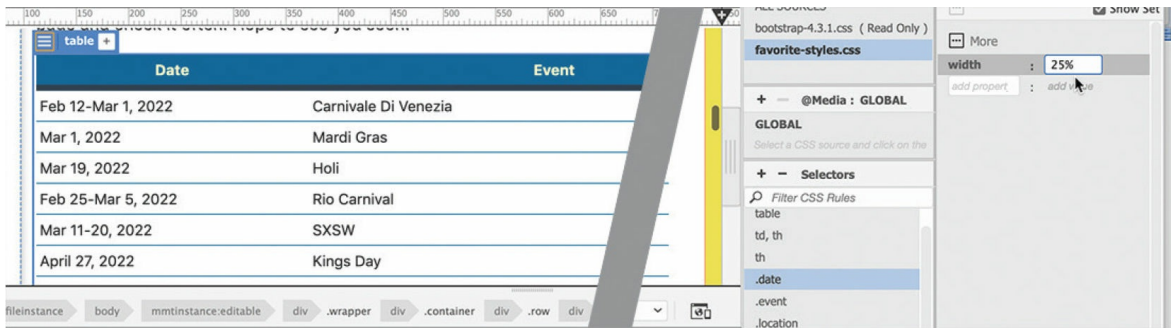 100 150 200 250 300 350 400 450 500 550 600 650
table +
Date Event
Feb 12-Mar 1, 2022 Carnivale Di Venezia
Mar 1, 2022 Mardi Gras
Mar 19, 2022 Holi
Feb 25-Mar 5, 2022 Rio Carnival
Mar 11-20, 2022 SXSW
April 27, 2022 Kings Day
fileinstance body mmtinstance:editable div .wrapper div .container div .row div
ALL SOURCES
bootstrap-4.3.1.css ( Read Only )
favorite-styles.css
+ − @Media : GLOBAL
GLOBAL
Select a CSS source and click on the
+ − Selectors
Filter CSS Rules
table
td, th
th
.date
.event
.location
Show Set
More
width : 25%
add propert : add